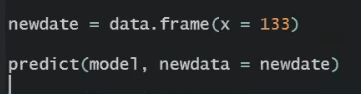 newdate = data.frame(x = 133)
predict(model, newdata = newdate)